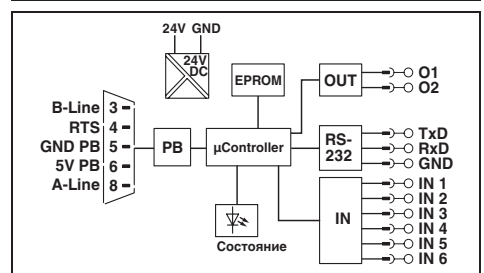 24V GND
24V
DC
EPROM
OUT
O1
O2
B-Line 3
RTS 4
GND PB 5
5V PB 6
A-Line 8
PB
µController
RS-
232
TxD
RxD
GND
IN
IN 1
IN 2
IN 3
IN 4
IN 5
IN 6
Состояние